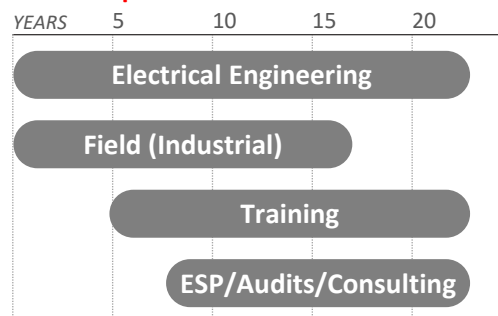 YEARS 5 10 15 20
Electrical Engineering
Field (Industrial)
Training
ESP/Audits/Consulting